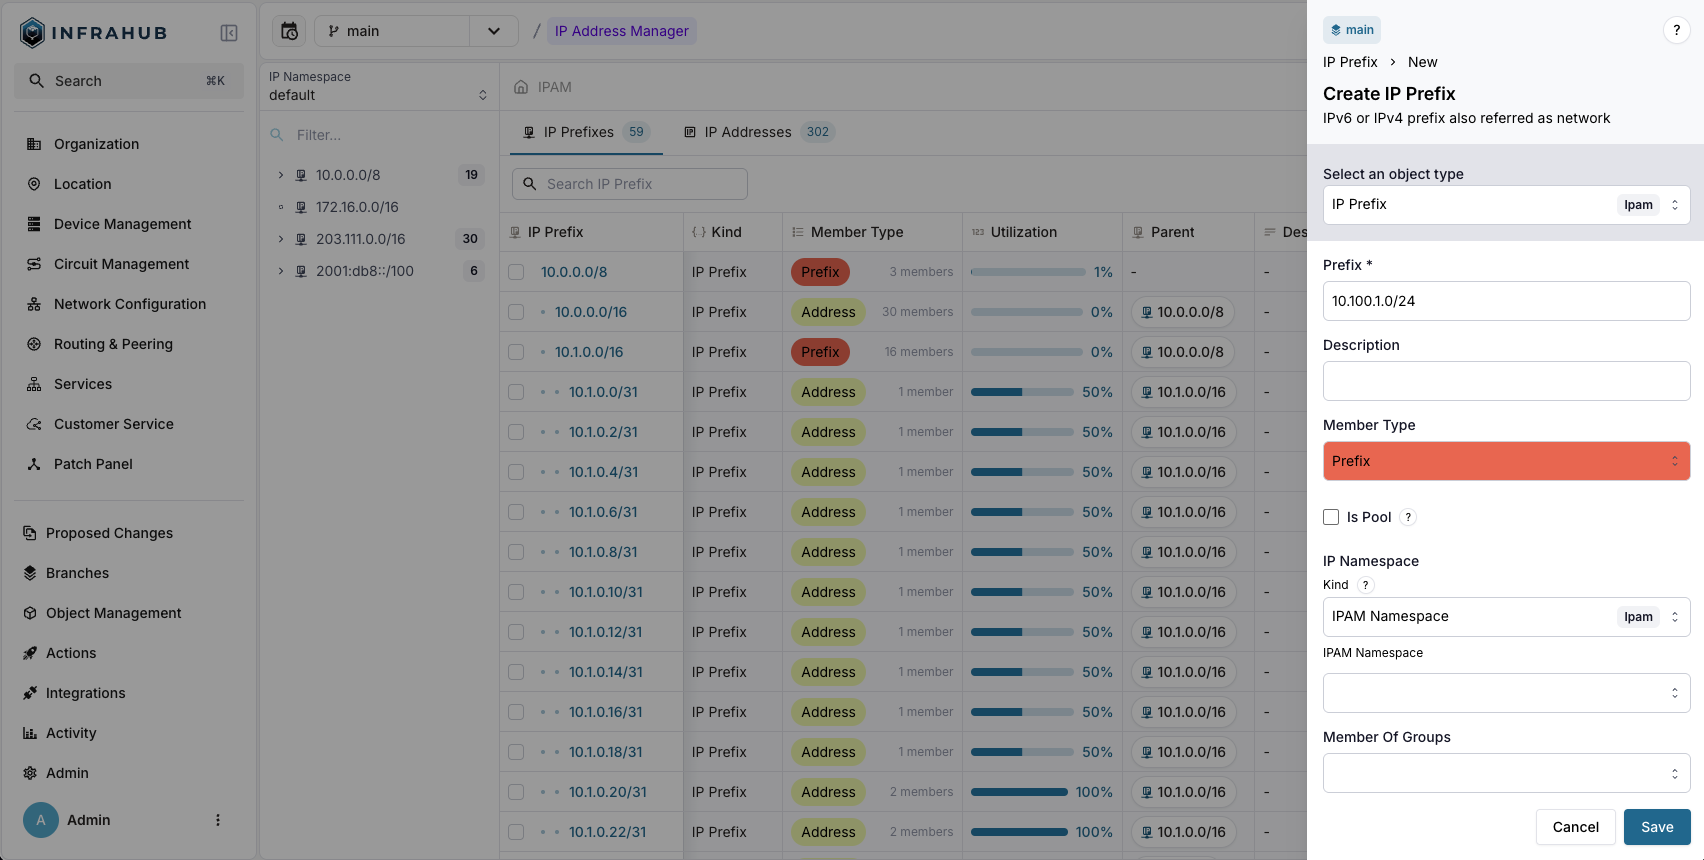 INFRAHUB
Search ⌘K
Organization
Location
Device Management
Circuit Management
Network Configuration
Routing & Peering
Services
Customer Service
Patch Panel
Proposed Changes
Branches
Object Management
Actions
Integrations
Activity
Admin
A Admin
main / IP Address Manager
IP Namespace
default
Filter...
10.0.0.0/8 19
172.16.0.0/16
203.111.0.0/16 30
2001:db8::/100 6
IPAM
IP Prefixes 59 IP Addresses 302
Search IP Prefix
IP Prefix Kind Member Type Utilization Parent Des
10.0.0.0/8 IP Prefix Prefix 3 members 1% - -
10.0.0.0/16 IP Prefix Address 30 members 0% 10.0.0.0/8 -
10.1.0.0/16 IP Prefix Prefix 16 members 0% 10.0.0.0/8 -
10.1.0.0/31 IP Prefix Address 1 member 50% 10.1.0.0/16 -
10.1.0.2/31 IP Prefix Address 1 member 50% 10.1.0.0/16 -
10.1.0.4/31 IP Prefix Address 1 member 50% 10.1.0.0/16 -
10.1.0.6/31 IP Prefix Address 1 member 50% 10.1.0.0/16 -
10.1.0.8/31 IP Prefix Address 1 member 50% 10.1.0.0/16 -
10.1.0.10/31 IP Prefix Address 1 member 50% 10.1.0.0/16 -
10.1.0.12/31 IP Prefix Address 1 member 50% 10.1.0.0/16 -
10.1.0.14/31 IP Prefix Address 1 member 50% 10.1.0.0/16 -
10.1.0.16/31 IP Prefix Address 1 member 50% 10.1.0.0/16 -
10.1.0.18/31 IP Prefix Address 1 member 50% 10.1.0.0/16 -
10.1.0.20/31 IP Prefix Address 2 members 100% 10.1.0.0/16 -
10.1.0.22/31 IP Prefix Address 2 members 100% 10.1.0.0/16 -
main ?
IP Prefix > New
Create IP Prefix
IPv6 or IPv4 prefix also referred as network
Select an object type
IP Prefix Ipam
Prefix *
10.100.1.0/24
Description
Member Type
Prefix
Is Pool ?
IP Namespace
Kind ?
IPAM Namespace Ipam
IPAM Namespace
Member Of Groups
Cancel Save